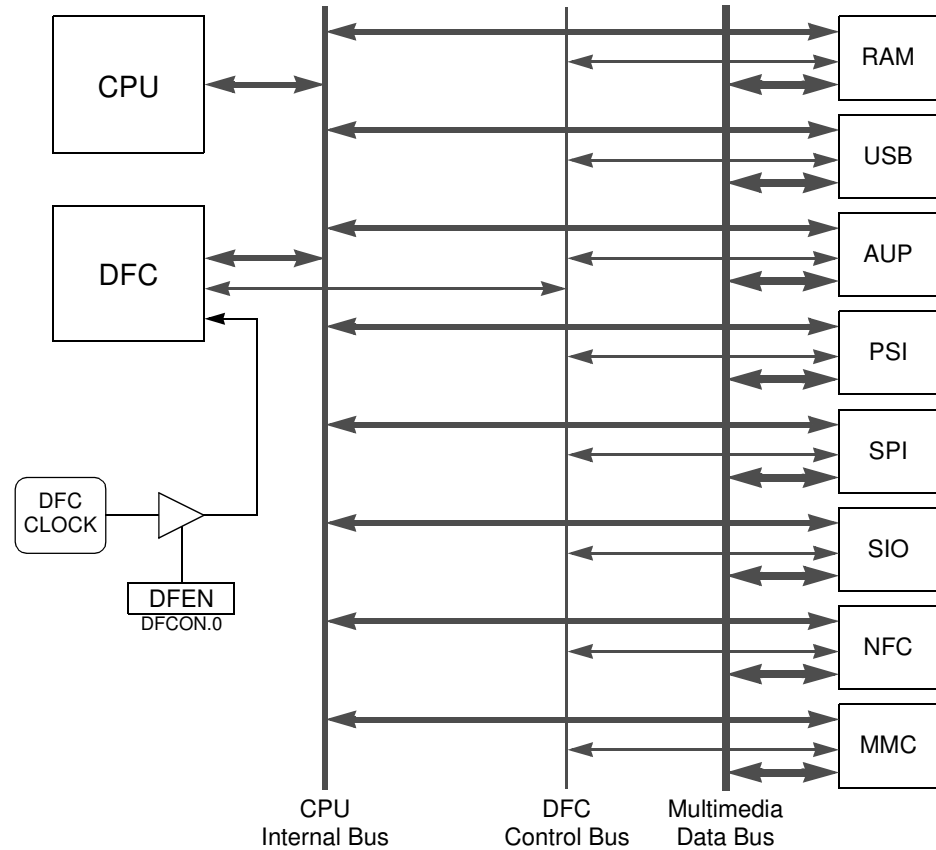 CPU
DFC
DFC
CLOCK
DFEN
DFCON.0
RAM
USB
AUP
PSI
SPI
SIO
NFC
MMC
CPU
Internal Bus
DFC
Control Bus
Multimedia
Data Bus